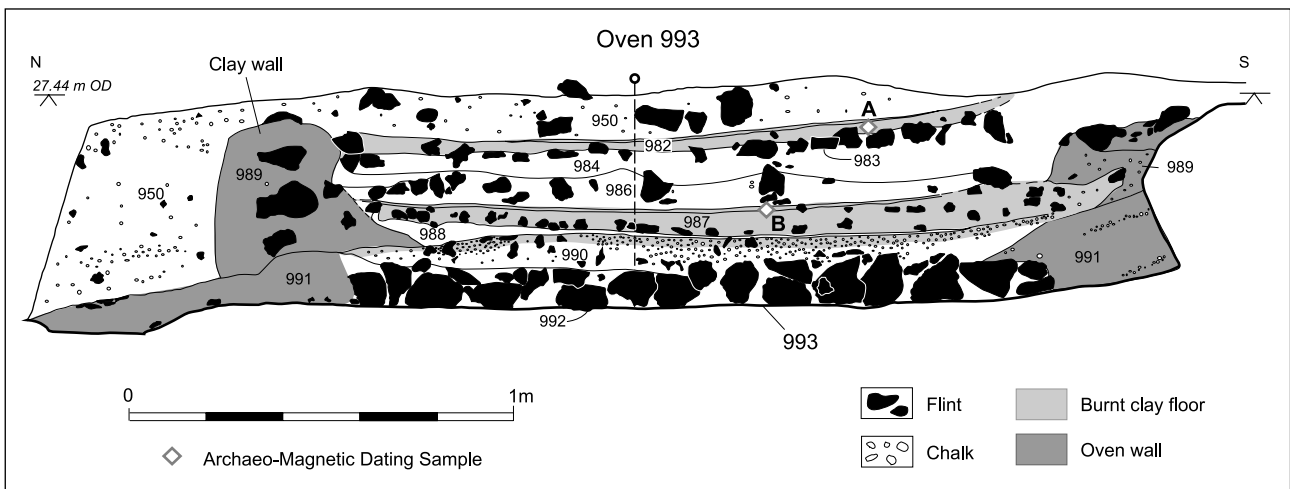 Oven 993
N
S
27.44 m OD
Clay wall
950
A
982
984
983
989
989
950
986
987
B
988
990
991
991
992
993
0
1m
Flint
Burnt clay floor
Archaeo-Magnetic Dating Sample
Chalk
Oven wall